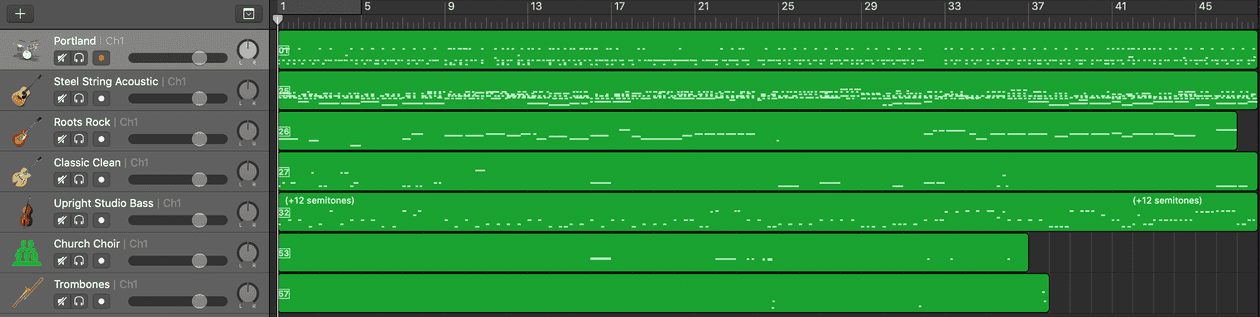 1 5 9 13 17 21 25 29 33 37 41 45
Portland | Ch1
L R
01
Steel String Acoustic | Ch1
L R
25
Roots Rock | Ch1
L R
26
Classic Clean | Ch1
L R
27
Upright Studio Bass | Ch1
L R
(+12 semitones) (+12 semitones)
32
Church Choir | Ch1
L R
53
Trombones | Ch1
L R
57